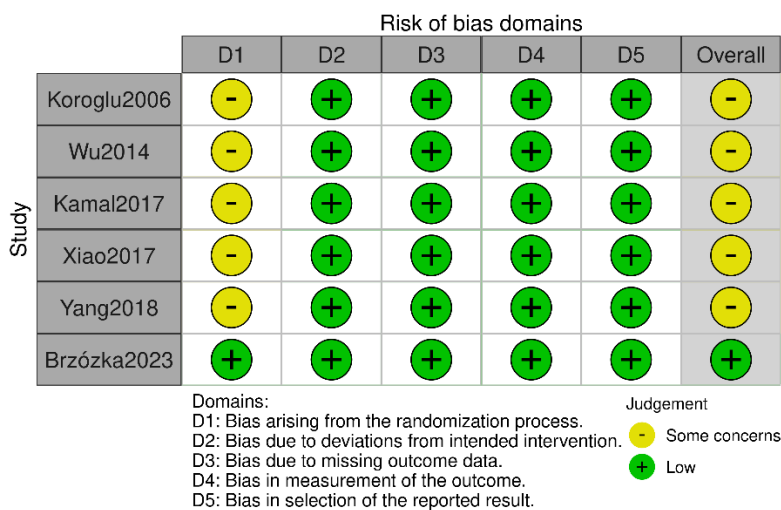 Risk of bias domains
D1 D2 D3 D4 D5 Overall
Study
Koroglu2006 - + + + + -
Wu2014 - + + + + -
Kamal2017 - + + + + -
Xiao2017 - + + + + -
Yang2018 - + + + + -
Brzózka2023 + + + + + +
Domains:
D1: Bias arising from the randomization process.
D2: Bias due to deviations from intended intervention.
D3: Bias due to missing outcome data.
D4: Bias in measurement of the outcome.
D5: Bias in selection of the reported result.
Judgement
- Some concerns
+ Low